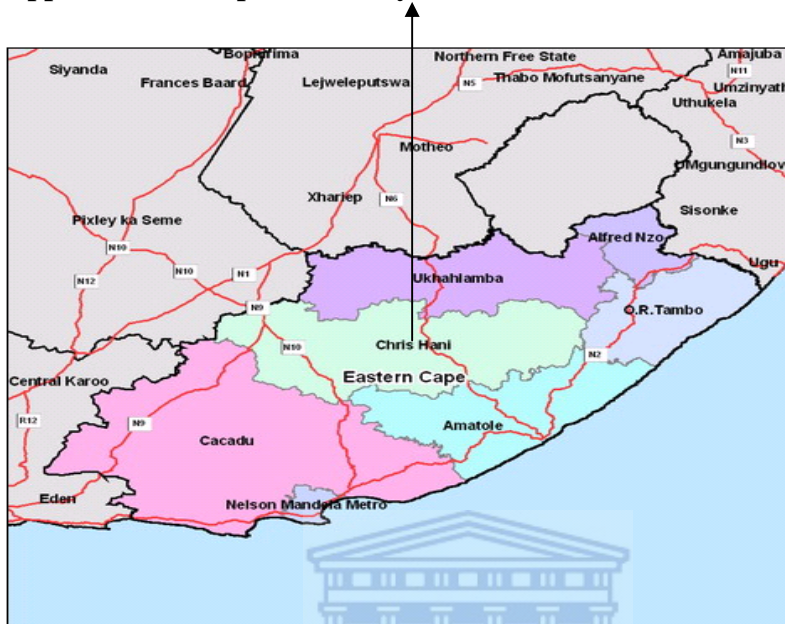 Bophirima
Northern Free State
Amajuba
Siyanda
Frances Baard
Lejweleputswa
N5
Thabo Mofutsanyane
N11
Uthukela
N3
Motheo
Xhariep
N6
Sisonke
Pixley ka Seme
Alfred Nzo
N10
N10
N1
Ugu
N12
Ukhahlamba
N9
O.R.Tambo
N10
Chris Hani
N2
Eastern Cape
Central Karoo
R12
N9
Cacadu
Amatole
Eden
Nelson Mandela Metro